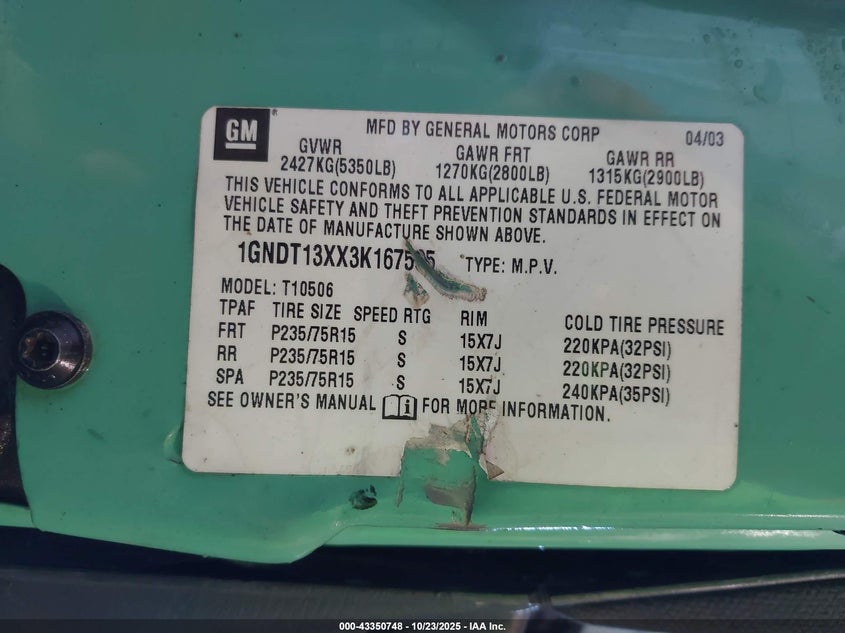 GM
MFD BY GENERAL MOTORS CORP 04/03
GVWR GAWR FRT GAWR RR
2427KG(5350LB) 1270KG(2800LB) 1315KG(2900LB)
THIS VEHICLE CONFORMS TO ALL APPLICABLE U.S. FEDERAL MOTOR
VEHICLE SAFETY AND THEFT PREVENTION STANDARDS IN EFFECT ON
THE DATE OF MANUFACTURE SHOWN ABOVE.
TYPE: M.P.V.
MODEL: T10506
TPAF TIRE SIZE SPEED RTG RIM COLD TIRE PRESSURE
FRT P235/75R15 S 15X7J 220KPA(32PSI)
RR P235/75R15 S 15X7J 220KPA(32PSI)
SPA P235/75R15 S 15X7J 240KPA(35PSI)
SEE OWNER'S MANUAL FOR MORE INFORMATION.
000-43350748 - 10/23/2025 - IAA Inc.